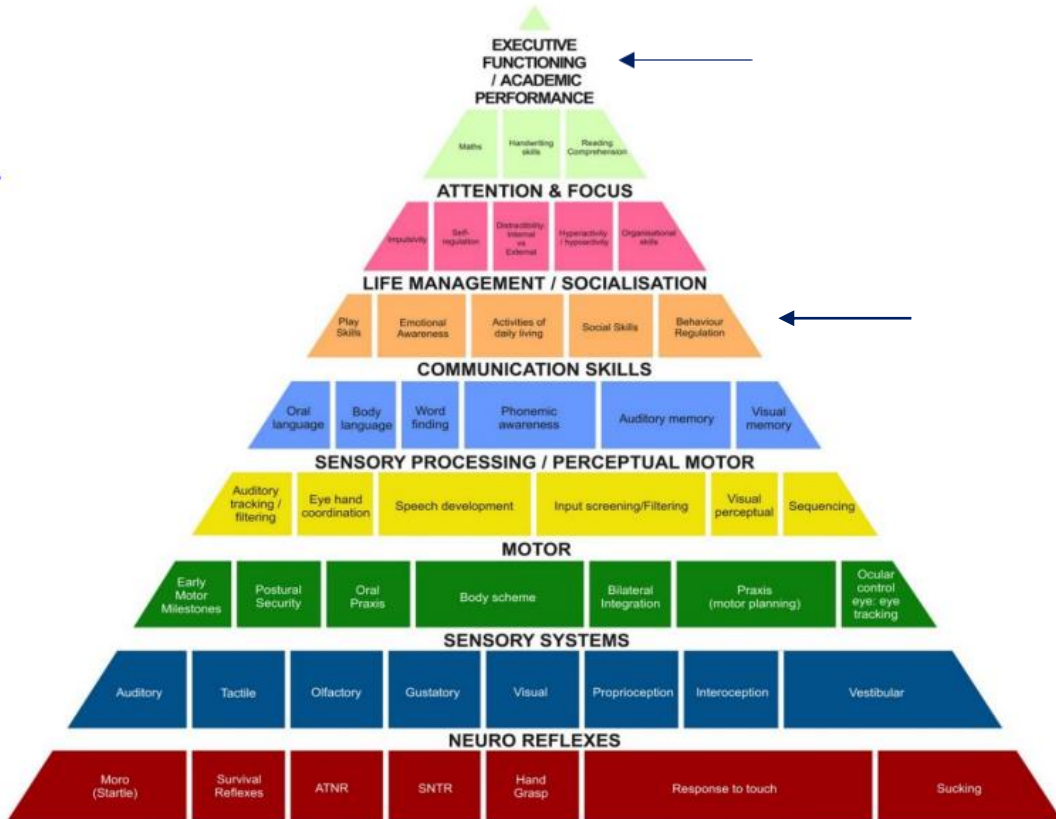 EXECUTIVE
FUNCTIONING
/ ACADEMIC
PERFORMANCE
Maths
Handwriting
skills
Reading
Comprehension
ATTENTION & FOCUS
Impulsivity
Self-
regulation
Distractibility:
Internal
vs
External
Hyperactivity
/ hypoactivity
Organisational
skills
LIFE MANAGEMENT / SOCIALISATION
Play
Skills
Emotional
Awareness
Activities of
daily living
Social Skills
Behaviour
Regulation
COMMUNICATION SKILLS
Oral
language
Body
language
Word
finding
Phonemic
awareness
Auditory memory
Visual
memory
SENSORY PROCESSING / PERCEPTUAL MOTOR
Auditory
tracking /
filtering
Eye hand
coordination
Speech development
Input screening/Filtering
Visual
perceptual
Sequencing
MOTOR
Early
Motor
Milestones
Postural
Security
Oral
Praxis
Body scheme
Bilateral
Integration
Praxis
(motor planning)
Ocular
control
eye: eye
tracking
SENSORY SYSTEMS
Auditory
Tactile
Olfactory
Gustatory
Visual
Proprioception
Interoception
Vestibular
NEURO REFLEXES
Moro
(Startle)
Survival
Reflexes
ATNR
SNTR
Hand
Grasp
Response to touch
Sucking